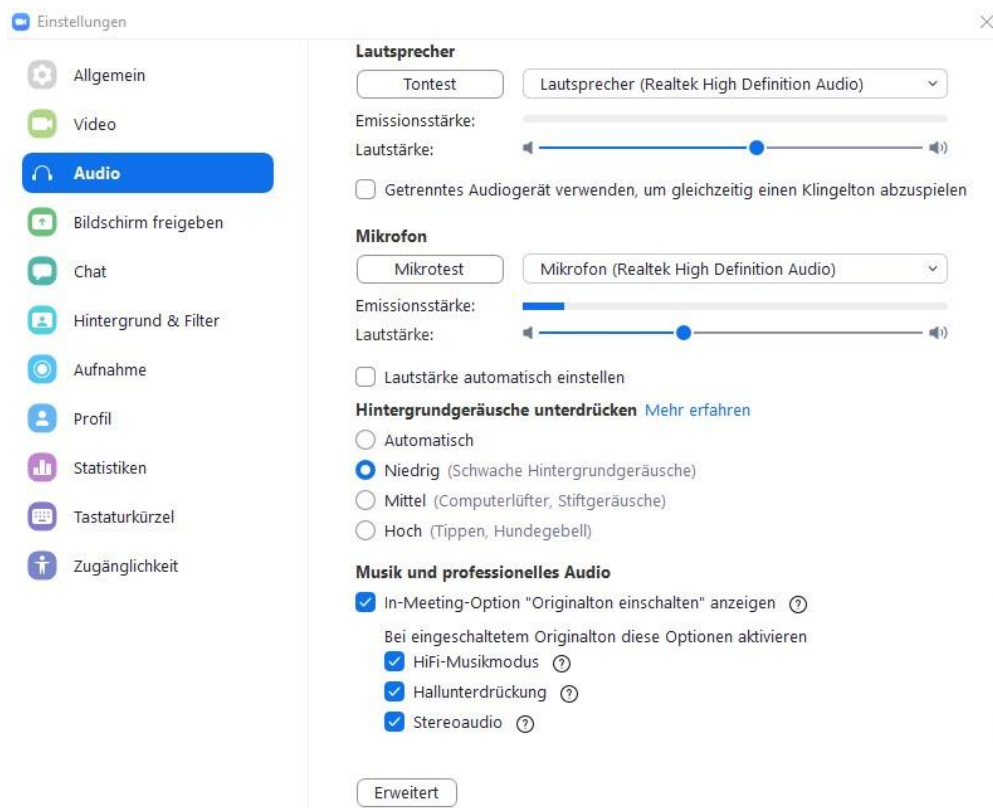 Einstellungen
Allgemein
Video
Audio
Bildschirm freigeben
Chat
Hintergrund & Filter
Aufnahme
Profil
Statistiken
Tastaturkürzel
Zugänglichkeit
Lautsprecher
Tontest Lautsprecher (Realtek High Definition Audio)
Emissionsstärke:
Lautstärke:
Getrenntes Audiogerät verwenden, um gleichzeitig einen Klingelton abzuspielen
Mikrofon
Mikrotest Mikrofon (Realtek High Definition Audio)
Emissionsstärke:
Lautstärke:
Lautstärke automatisch einstellen
Hintergrundgeräusche unterdrücken Mehr erfahren
Automatisch
Niedrig (Schwache Hintergrundgeräusche)
Mittel (Computerlüfter, Stiftgeräusche)
Hoch (Tippen, Hundegebell)
Musik und professionelles Audio
In-Meeting-Option "Originalton einschalten" anzeigen ?
Bei eingeschaltetem Originalton diese Optionen aktivieren
HiFi-Musikmodus ?
Hallunterdrückung ?
Stereoaudio ?
Erweitert